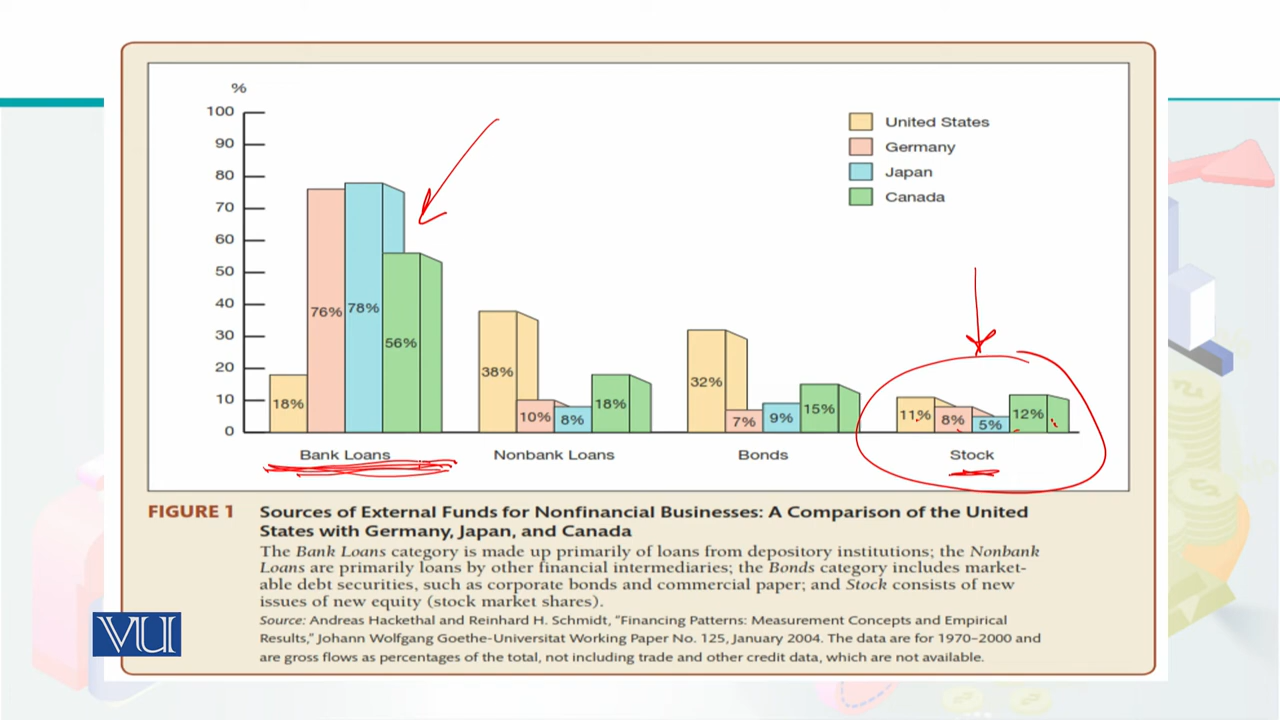 %
100
90
80
70
60
50
40
30
20
10
0
United States
Germany
Japan
Canada
18%
76%
78%
56%
38%
10%
8%
18%
32%
7%
9%
15%
11%
8%
5%
12%
Bank Loans
Nonbank Loans
Bonds
Stock
FIGURE 1
Sources of External Funds for Nonfinancial Businesses: A Comparison of the United
States with Germany, Japan, and Canada
The Bank Loans category is made up primarily of loans from depository institutions; the Nonbank
Loans are primarily loans by other financial intermediaries; the Bonds category includes market-
able debt securities, such as corporate bonds and commercial paper; and Stock consists of new
issues of new equity (stock market shares).
Source: Andreas Hackethal and Reinhard H. Schmidt, “Financing Patterns: Measurement Concepts and Empirical
Results,” Johann Wolfgang Goethe-Universitat Working Paper No. 125, January 2004. The data are for 1970–2000 and
are gross flows as percentages of the total, not including trade and other credit data, which are not available.
VU